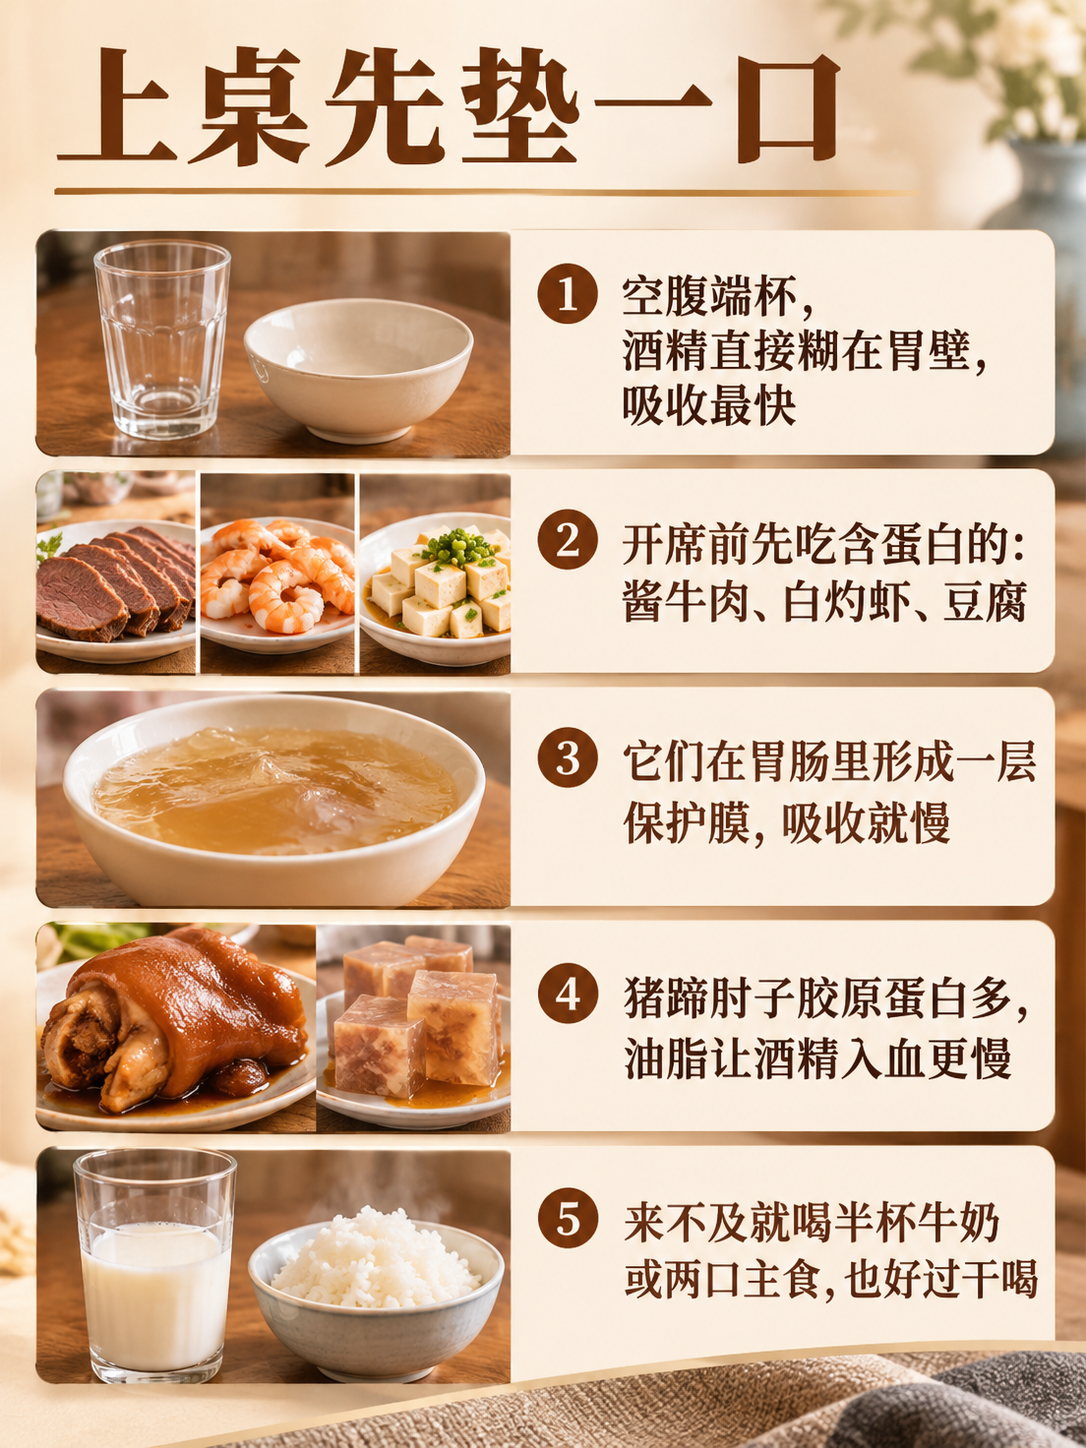 上桌先垫一口
1 空腹端杯，
酒精直接糊在胃壁，
吸收最快
2 开席前先吃含蛋白的：
酱牛肉、白灼虾、豆腐
3 它们在胃肠里形成一层
保护膜，吸收就慢
4 猪蹄肘子胶原蛋白多，
油脂让酒精入血更慢
5 来不及就喝半杯牛奶
或两口主食，也好过干喝